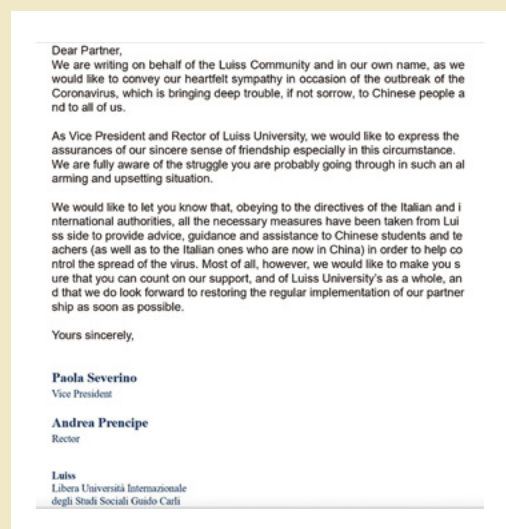 Dear Partner,
We are writing on behalf of the Luiss Community and in our own name, as we
would like to convey our heartfelt sympathy in occasion of the outbreak of the
Coronavirus, which is bringing deep trouble, if not sorrow, to Chinese people a
nd to all of us.
As Vice President and Rector of Luiss University, we would like to express the
assurances of our sincere sense of friendship especially in this circumstance.
We are fully aware of the struggle you are probably going through in such an al
arming and upsetting situation.
We would like to let you know that, obeying to the directives of the Italian and i
nternational authorities, all the necessary measures have been taken from Lui
ss side to provide advice, guidance and assistance to Chinese students and te
achers (as well as to the Italian ones who are now in China) in order to help co
ntrol the spread of the virus. Most of all, however, we would like to make you s
ure that you can count on our support, and of Luiss University's as a whole, an
d that we do look forward to restoring the regular implementation of our partner
ship as soon as possible.
Yours sincerely,
Paola Severino
Vice President
Andrea Prencipe
Rector
Luiss
Libera Università Internazionale
degli Studi Sociali Guido Carli